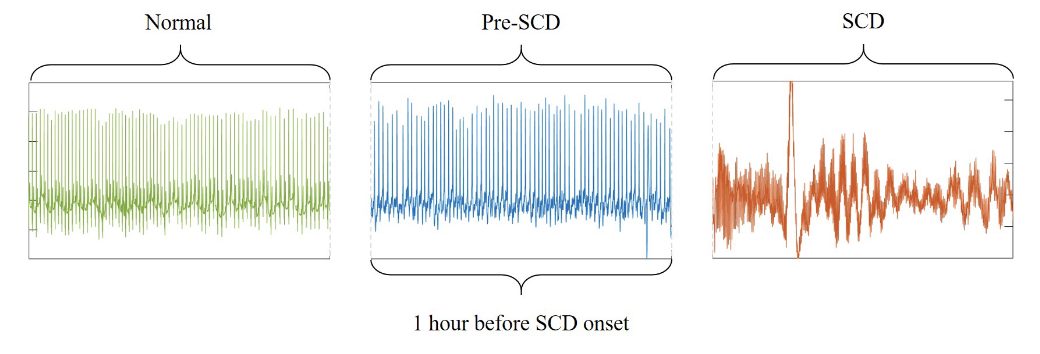 Normal
Pre-SCD
SCD
1 hour before SCD onset